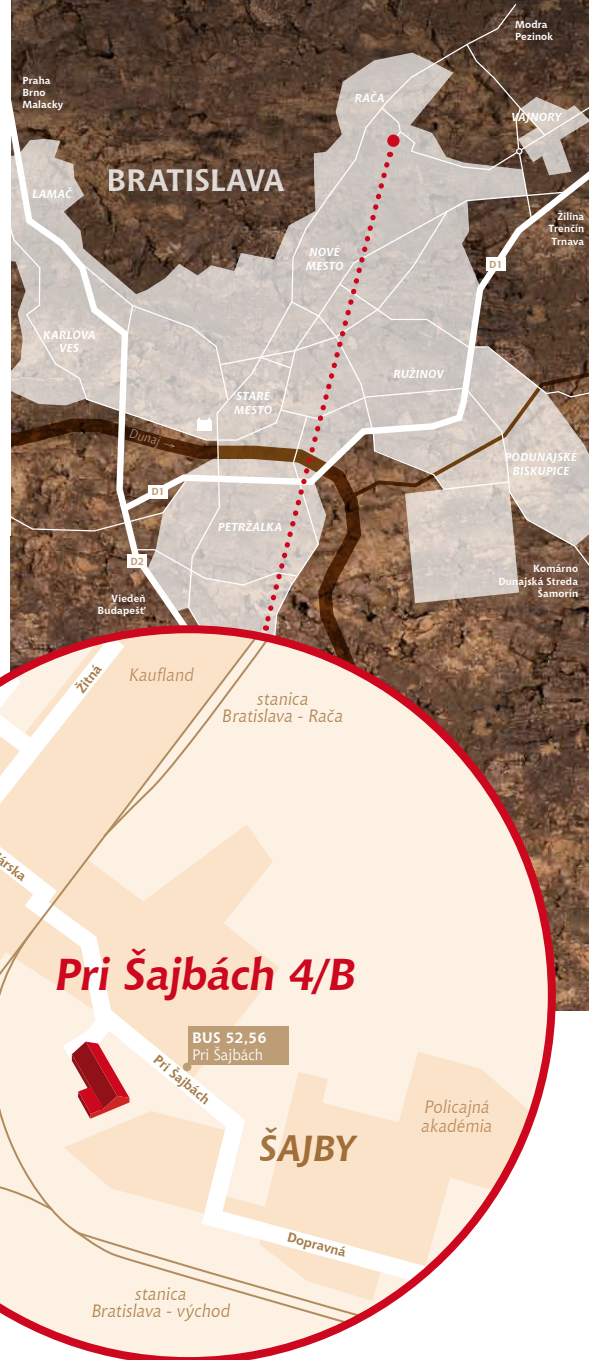 Modra
Pezinok
Praha
Brno
Malacky
RAČA
VAJNORY
BRATISLAVA
LAMAČ
Žilina
Trenčín
Trnava
NOVÉ
MESTO
D1
KARLOVA
VES
RUŽINOV
STARÉ
MESTO
Dunaj →
PODUNAJSKÉ
BISKUPICE
D1
PETRŽALKA
D2
Komárno
Dunajská Streda
Šamorín
Viedeň
Budapešť
Žitná
Kaufland
stanica
Bratislava - Rača
árska
Pri Šajbách 4/B
BUS 52,56
Pri Šajbách
Pri Šajbách
Policajná
akadémia
ŠAJBY
Dopravná
stanica
Bratislava - východ